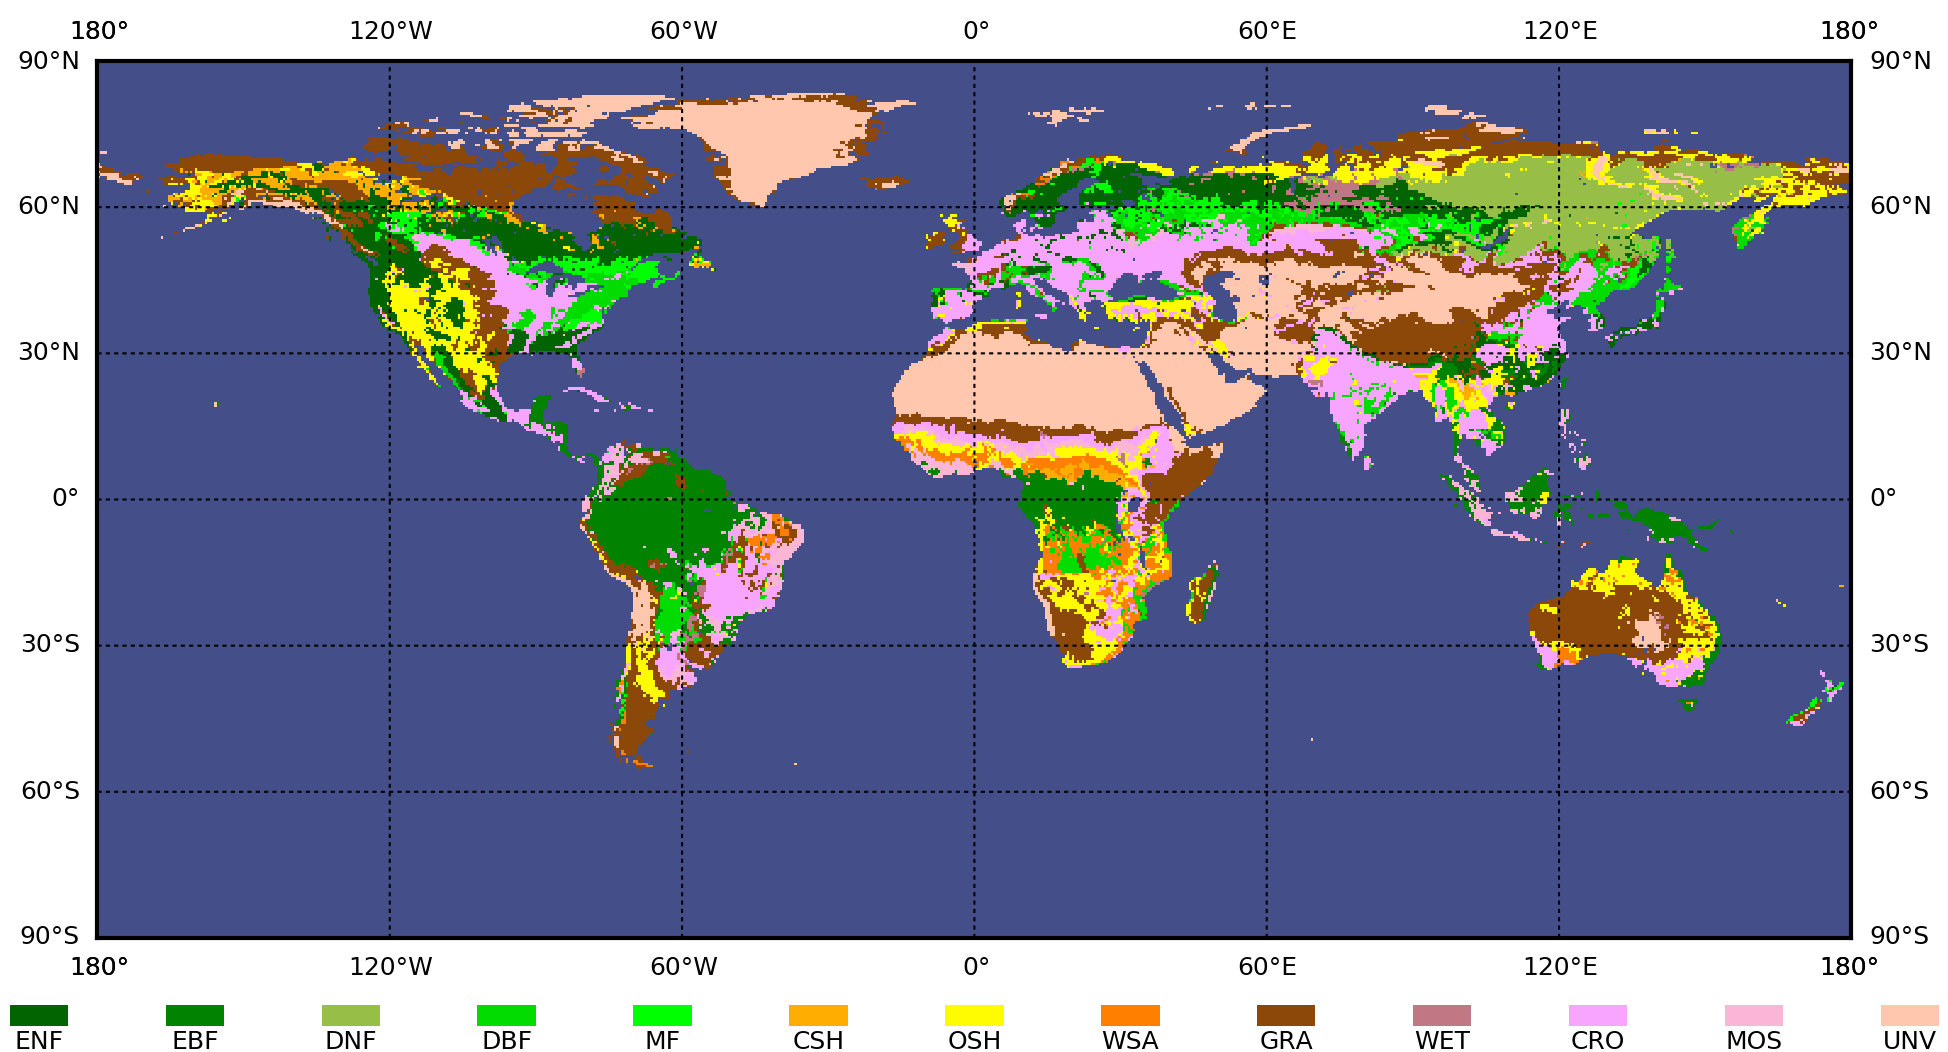 180° 120°W 60°W 0° 60°E 120°E 180°
90°N 90°N
60°N 60°N
30°N 30°N
0° 0°
30°S 30°S
60°S 60°S
90°S 90°S
180° 120°W 60°W 0° 60°E 120°E 180°
ENF EBF DNF DBF MF CSH OSH WSA GRA WET CRO MOS UNV